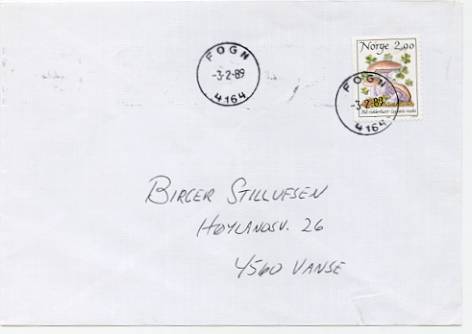 FOGN
-3-2-89
4164
Norge 2.00
FOGN
-3-2-89
4164
BIRGER STILLUFSEN
HØYLANDSV. 26
4560 VANSE